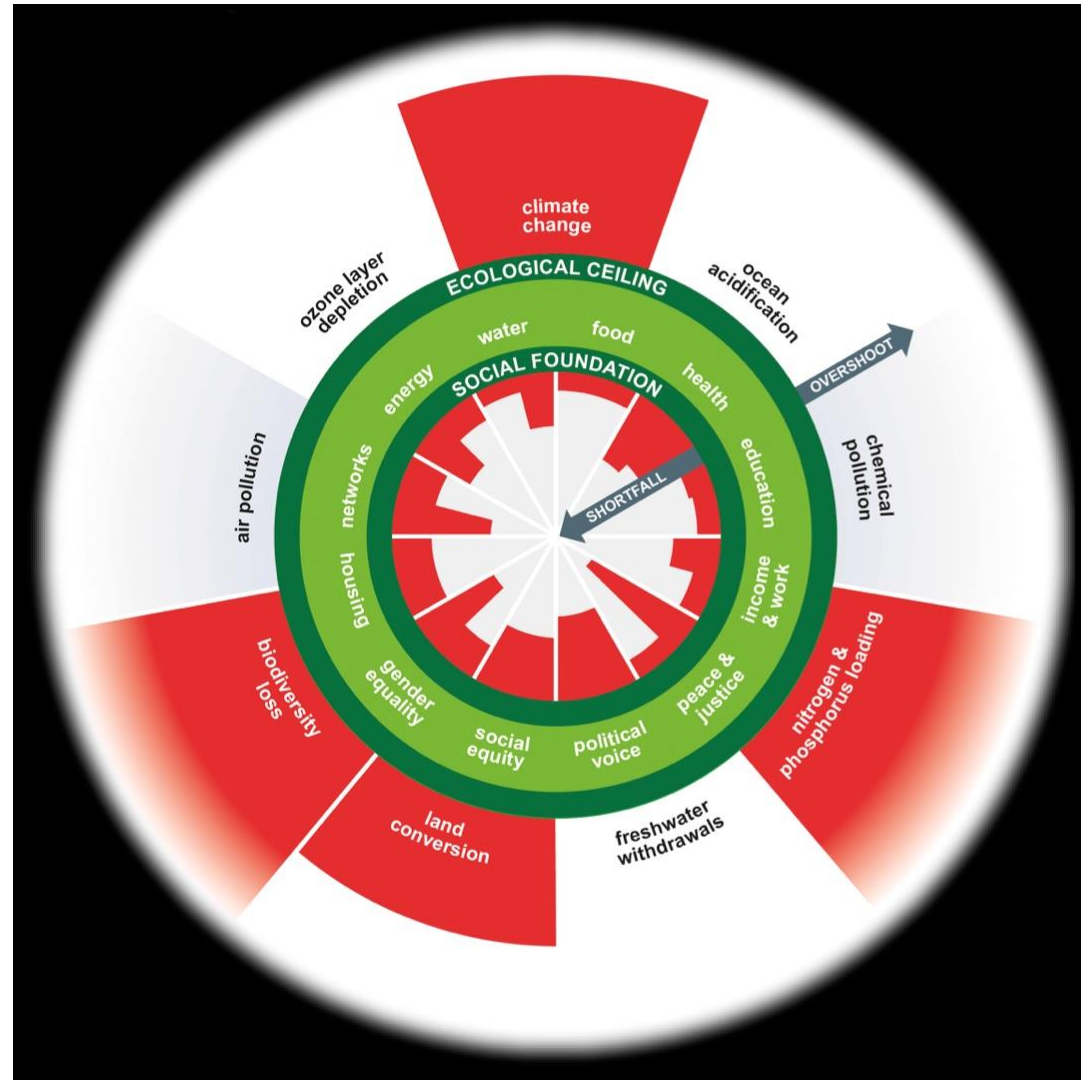 climate
change
ozone layer
depletion
ocean
acidification
ECOLOGICAL CEILING
OVERSHOOT
water
food
energy
health
SOCIAL FOUNDATION
networks
education
SHORTFALL
air pollution
chemical
pollution
housing
income
& work
gender
equality
peace &
justice
social
equity
political
voice
biodiversity
loss
nitrogen &
phosphorus loading
land
conversion
freshwater
withdrawals